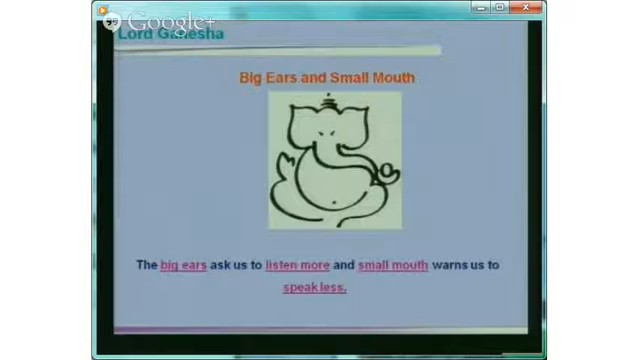 Google+
Lord Ganesha
Big Ears and Small Mouth
The big ears ask us to listen more and small mouth warns us to
speak less.